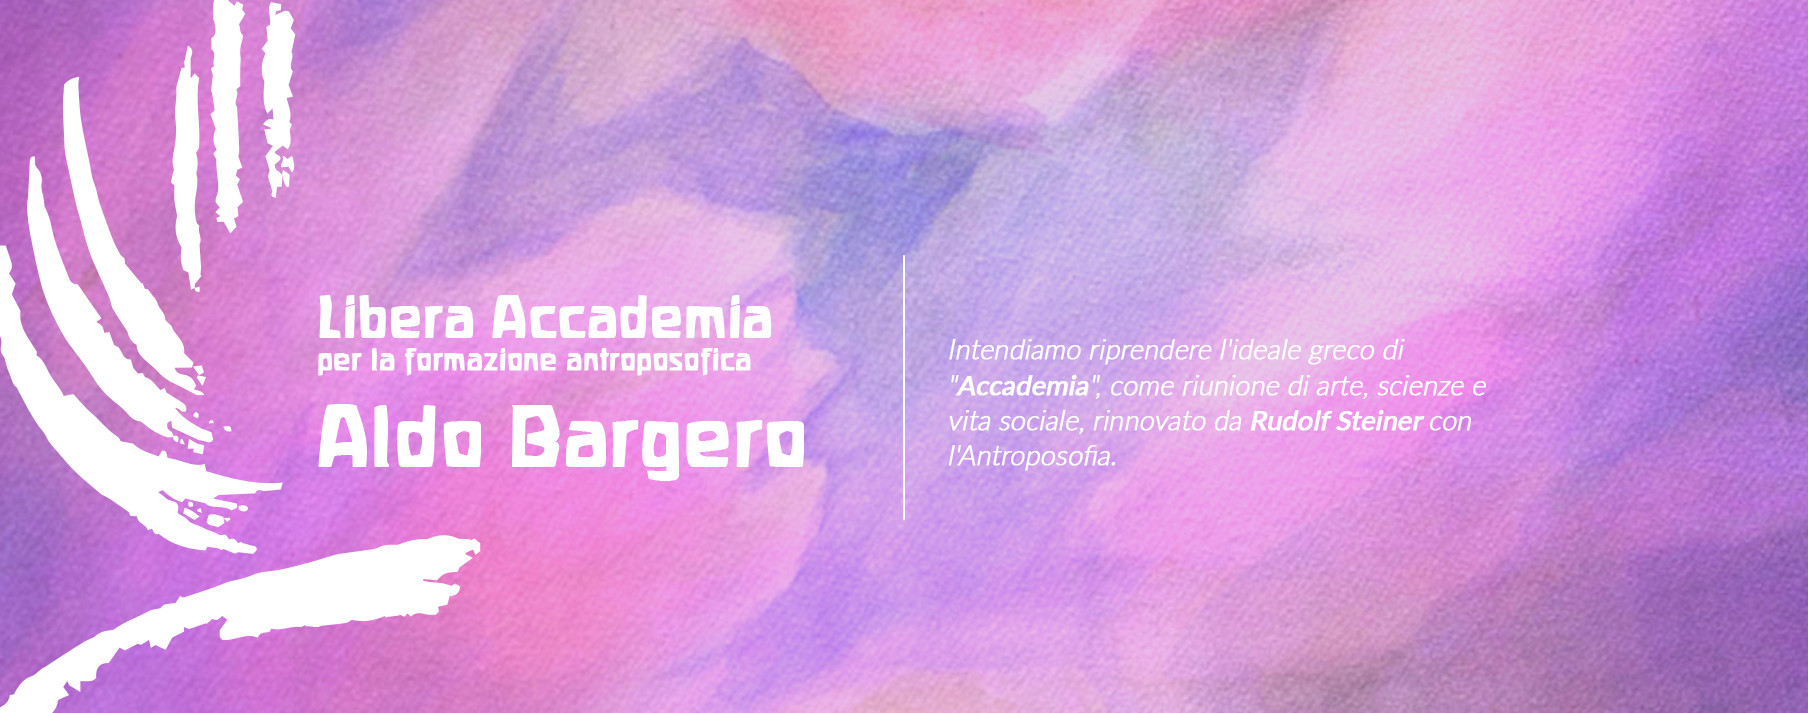 Libera Accademia
per la formazione antroposofica
Aldo Bargero
Intendiamo riprendere l'ideale greco di
"Accademia", come riunione di arte, scienze e
vita sociale, rinnovato da Rudolf Steiner con
l'Antroposofia.